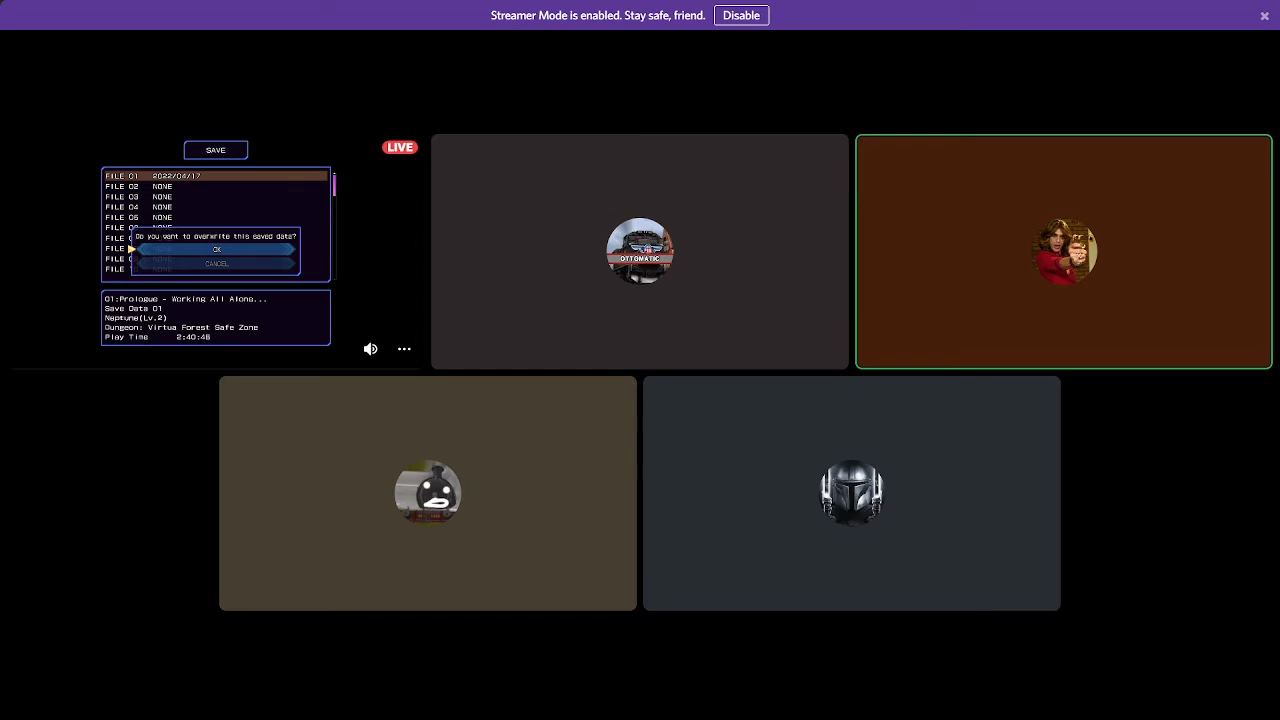 Streamer Mode is enabled. Stay safe, friend. Disable
SAVE
LIVE
FILE 01 2022/04/17
FILE 02 NONE
FILE 03 NONE
FILE 04 NONE
FILE 05 NONE
Do you want to overwrite this saved data?
FILE
OK
CANCEL
FILE
01:Prologue - Working All Alone...
Save Data 01
Neptune(Lv.2)
Dungeon: Virtua Forest Safe Zone
Play Time 2:40:48
OTTOMATIC